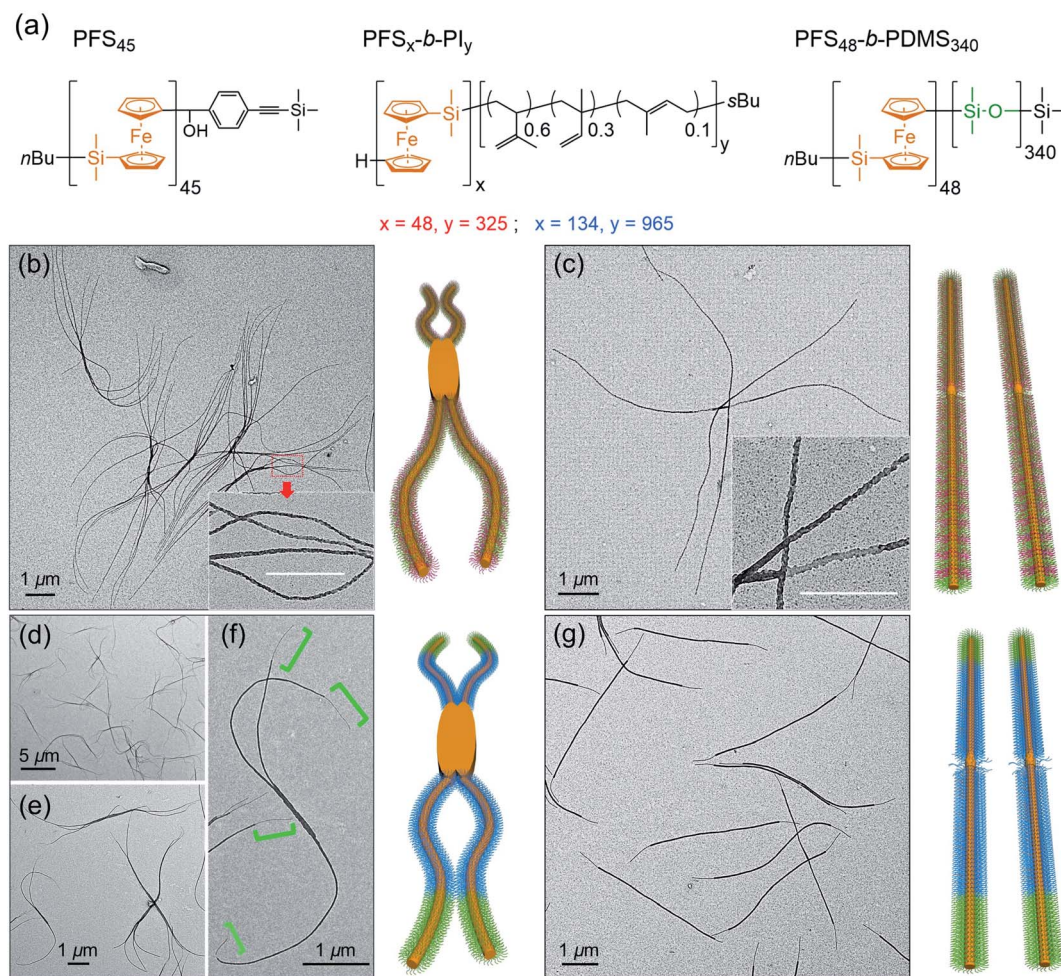 (a)
PFS45
PFSx-b-PIy
PFS48-b-PDMS340
nBu
Si
Fe
OH
Si
45
H
Fe
Si
0.6
0.3
0.1
sBu
x
y
nBu
Si
Fe
Si-O
Si
48
340
x = 48, y = 325 ; x = 134, y = 965
(b)
1 µm
(c)
1 µm
(d)
5 µm
(e)
1 µm
(f)
1 µm
(g)
1 µm